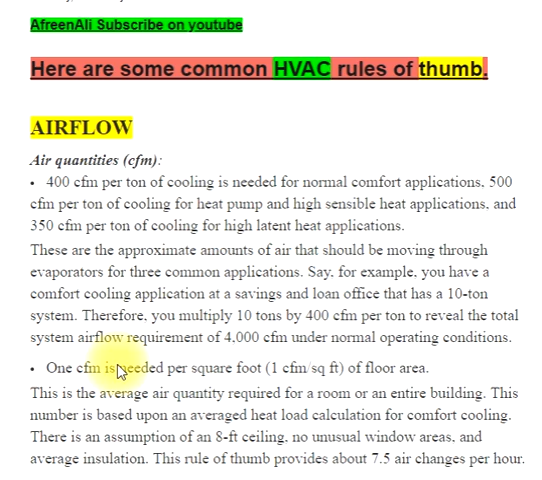 AfreenAli Subscribe on youtube
Here are some common HVAC rules of thumb.
AIRFLOW
Air quantities (cfm):
• 400 cfm per ton of cooling is needed for normal comfort applications, 500
cfm per ton of cooling for heat pump and high sensible heat applications, and
350 cfm per ton of cooling for high latent heat applications.
These are the approximate amounts of air that should be moving through
evaporators for three common applications. Say, for example, you have a
comfort cooling application at a savings and loan office that has a 10-ton
system. Therefore, you multiply 10 tons by 400 cfm per ton to reveal the total
system airflow requirement of 4,000 cfm under normal operating conditions.
• One cfm is needed per square foot (1 cfm/sq ft) of floor area.
This is the average air quantity required for a room or an entire building. This
number is based upon an averaged heat load calculation for comfort cooling.
There is an assumption of an 8-ft ceiling, no unusual window areas, and
average insulation. This rule of thumb provides about 7.5 air changes per hour.